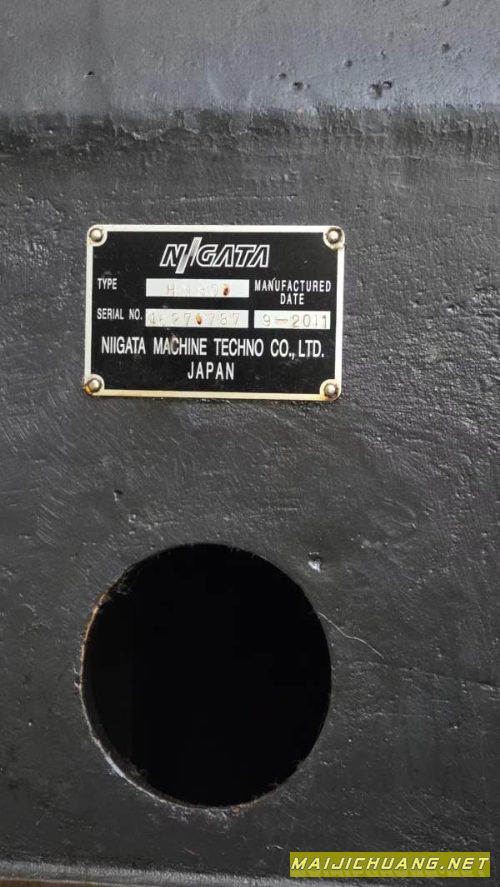 NIIGATA
TYPE
MANUFACTURED
DATE
SERIAL NO. 9-2011
NIIGATA MACHINE TECHNO CO., LTD.
JAPAN
MAIJICHUANG.NET